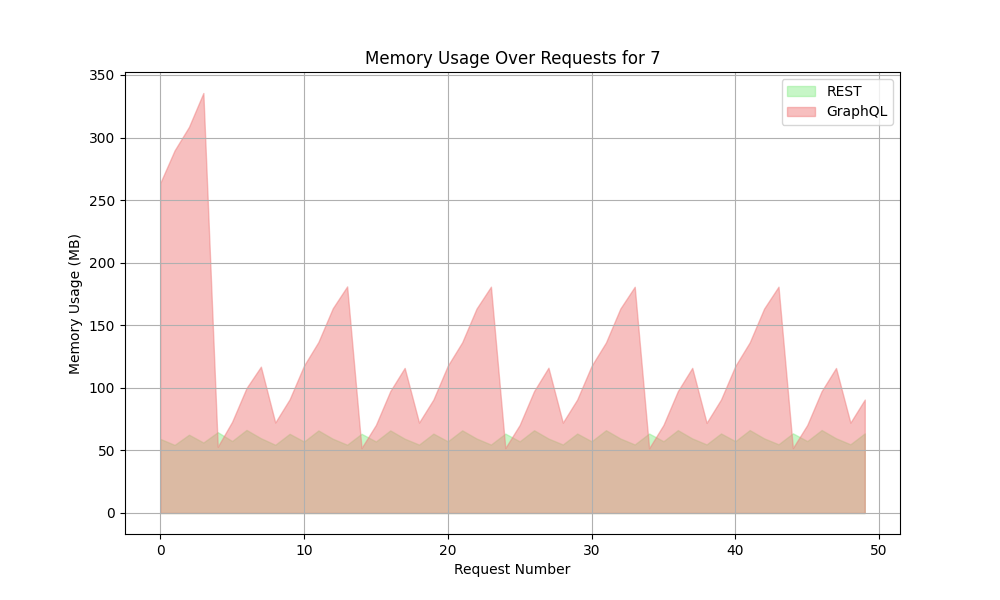 Memory Usage Over Requests for 7
350
300
250
200
150
100
50
0
Memory Usage (MB)
REST
GraphQL
0 10 20 30 40 50
Request Number